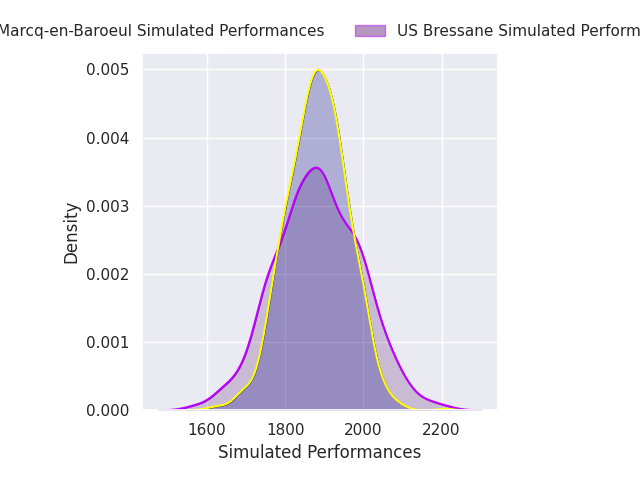 Marcq-en-Baroeul Simulated Performances
US Bressane Simulated Perform
0.005
0.004
0.003
0.002
0.001
0.000
Density
1600 1800 2000 2200
Simulated Performances